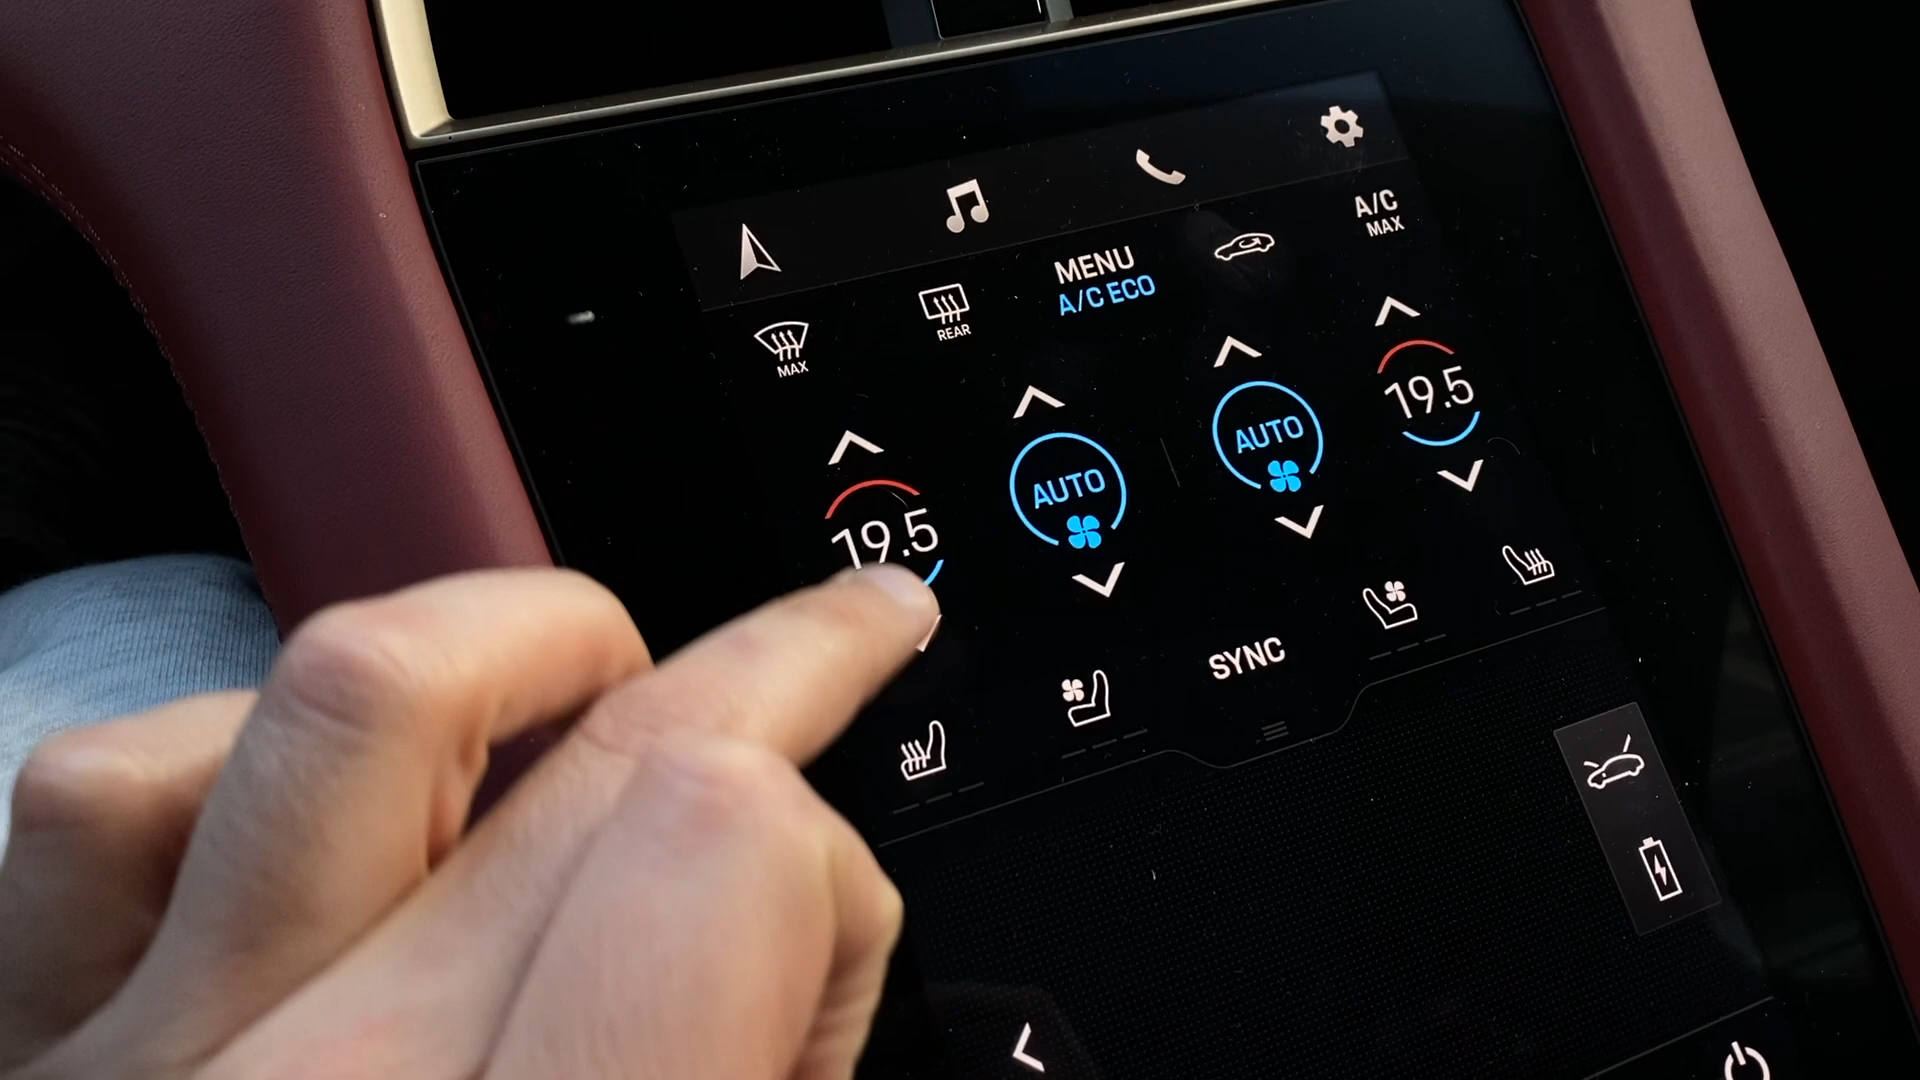 A/C
MAX
MENU
A/C ECO
REAR
MAX
19.5
AUTO
AUTO
19.5
SYNC